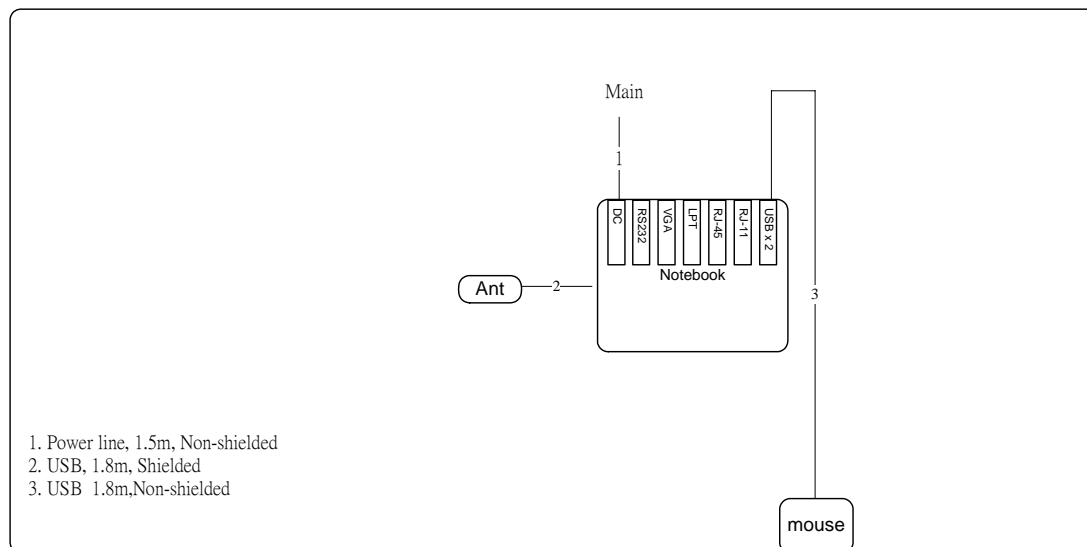 Main
1
DC
RS232
VGA
LPT
RJ-45
RJ-11
USB x 2
Notebook
Ant
2
3
1. Power line, 1.5m, Non-shielded
2. USB, 1.8m, Shielded
3. USB  1.8m,Non-shielded
mouse